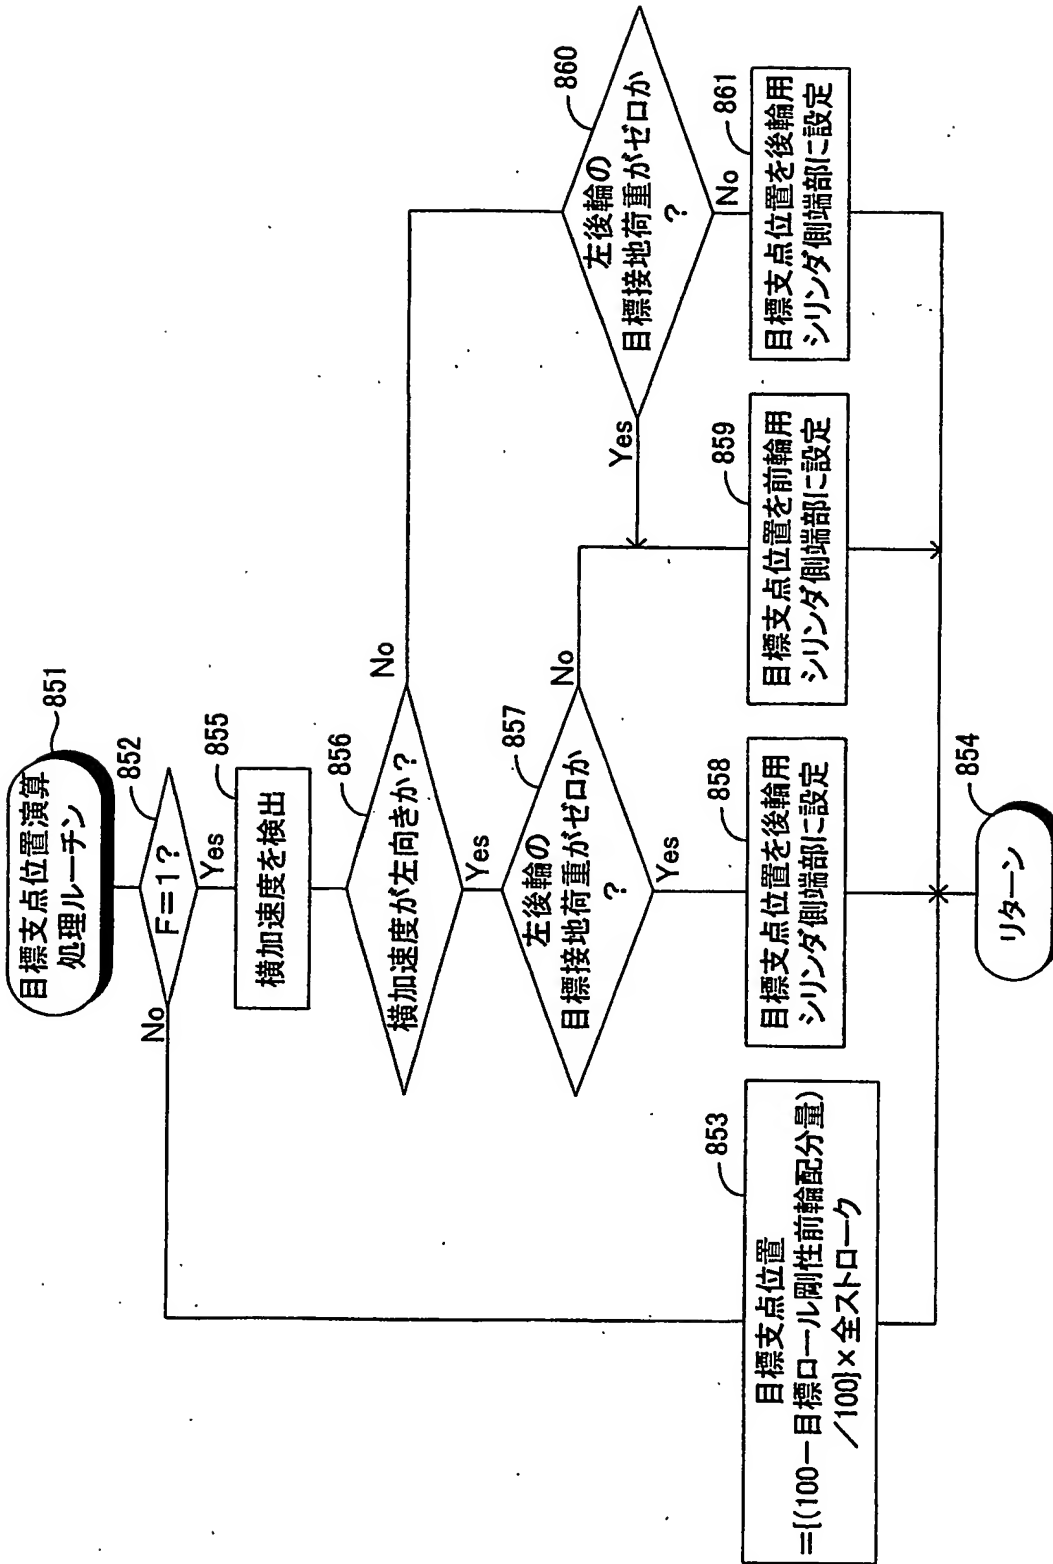 目標支点位置演算
処理ルーチン
851
F=1?
852
No
Yes
横加速度を検出
855
横加速度が左向きか?
856
No
Yes
左後輪の
目標接地荷重がゼロか
?
857
No
Yes
左後輪の
目標接地荷重がゼロか
?
860
Yes
No
目標支点位置
={(100-目標ロール剛性前輪配分量)
/100}×全ストローク
853
目標支点位置を後輪用
シリンダ側端部に設定
858
目標支点位置を前輪用
シリンダ側端部に設定
859
目標支点位置を後輪用
シリンダ側端部に設定
861
リターン
854